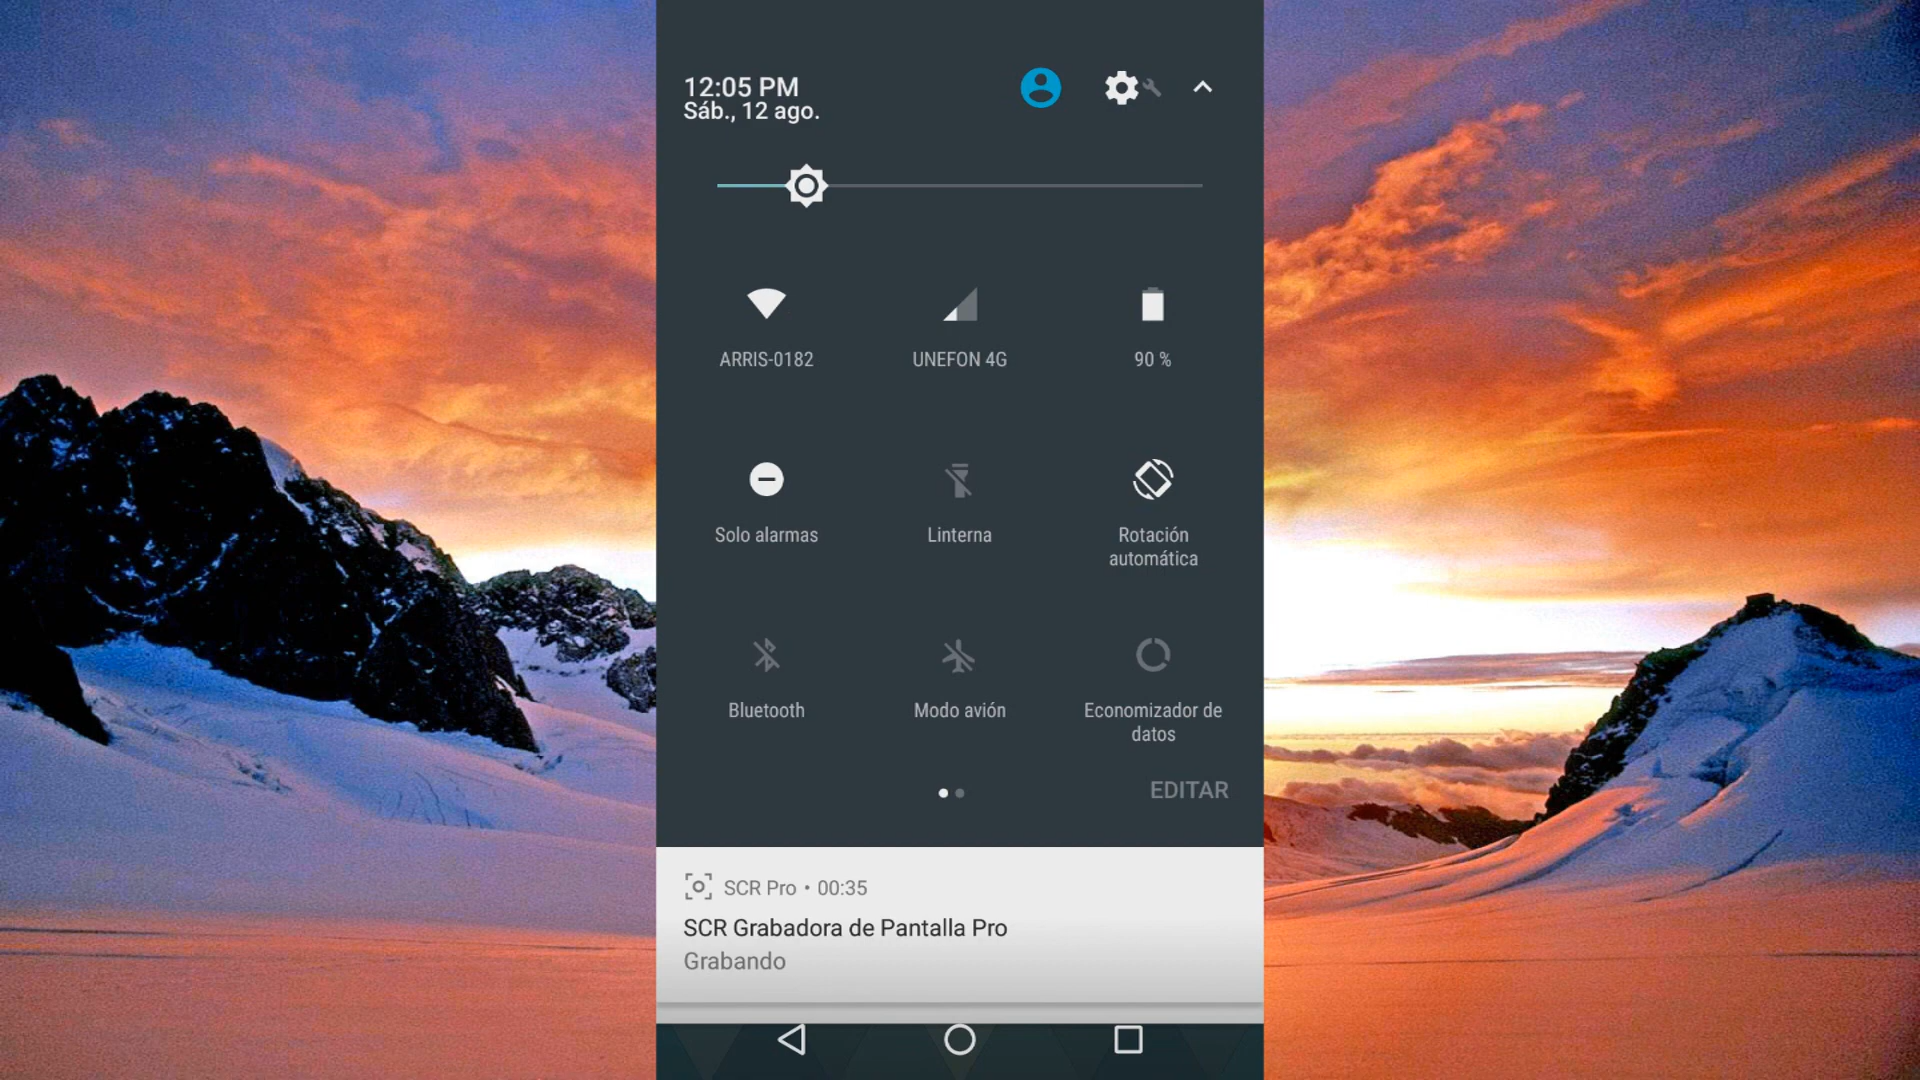 12:05 PM
Sáb., 12 ago.
ARRIS-0182
UNEFON 4G
90 %
Solo alarmas
Linterna
Rotación
automática
Bluetooth
Modo avión
Economizador de
datos
EDITAR
SCR Pro • 00:35
SCR Grabadora de Pantalla Pro
Grabando